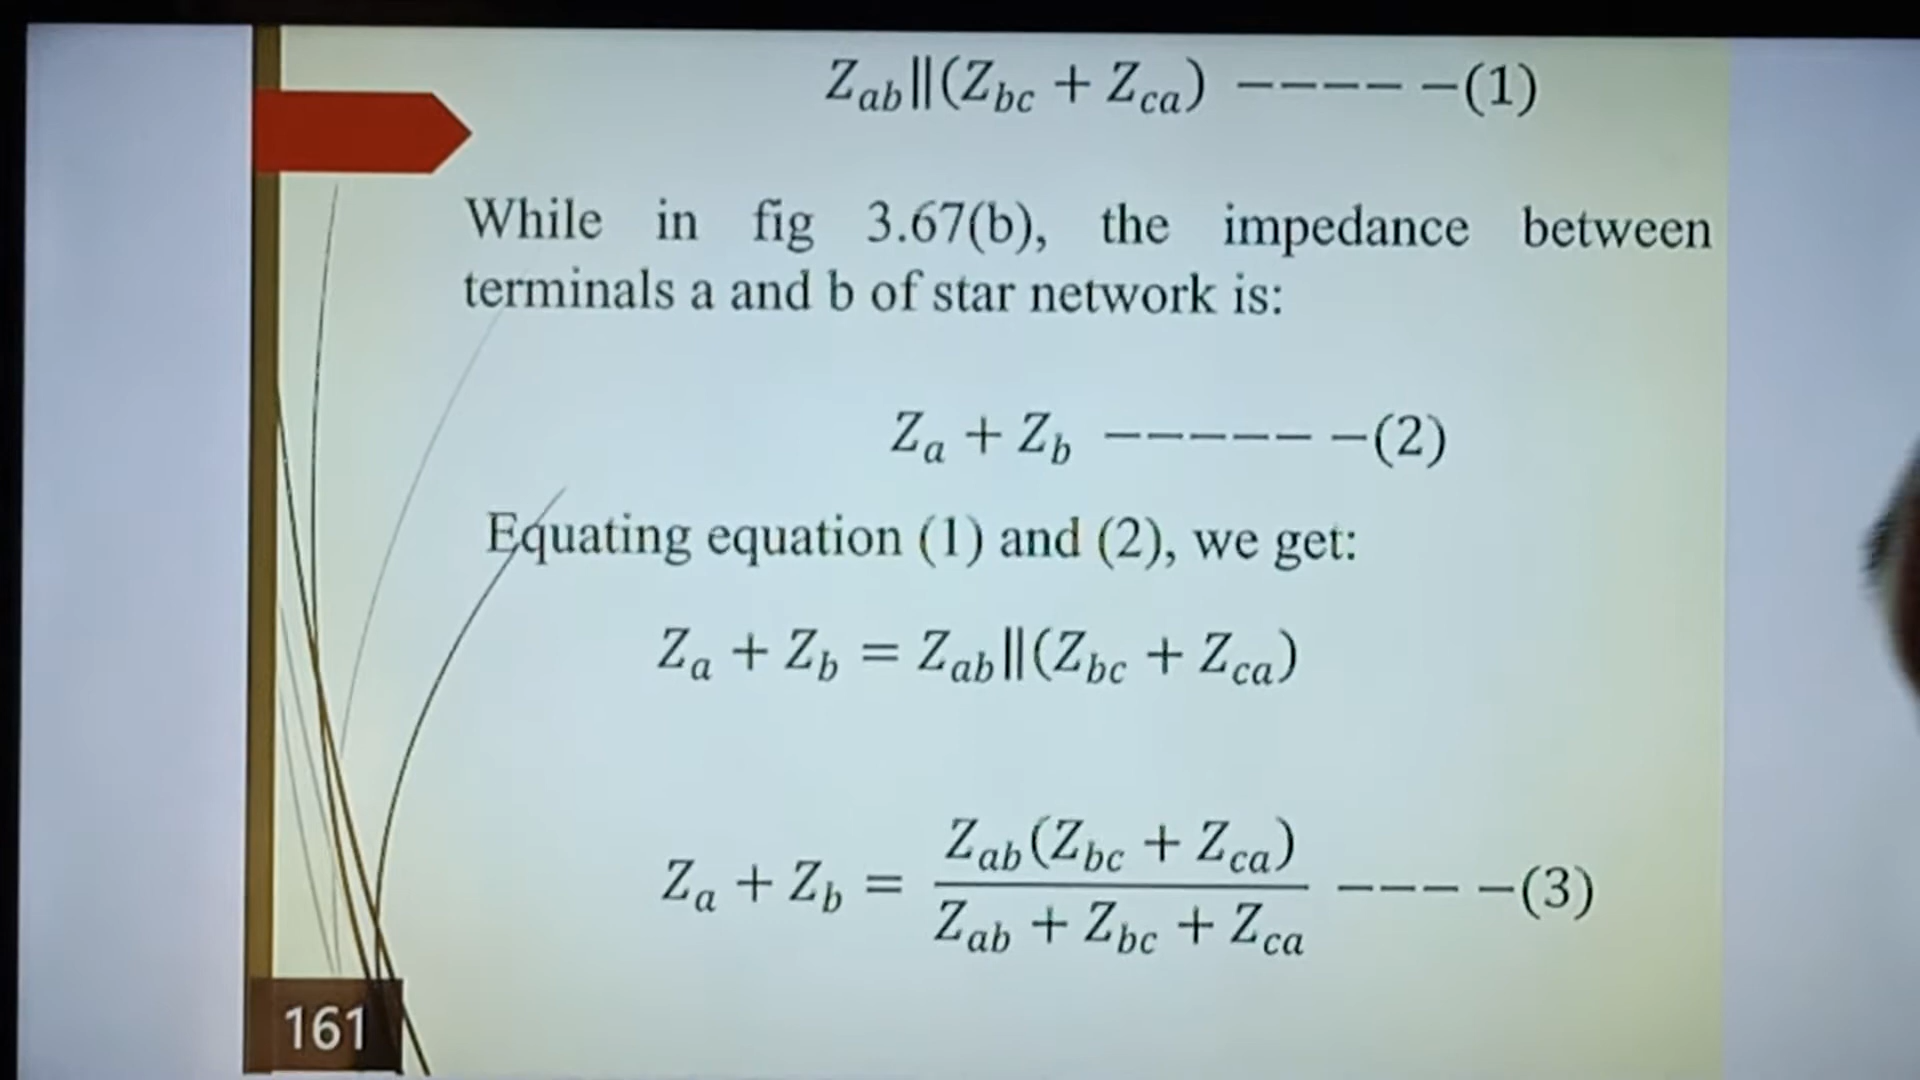 Z_ab||(Z_bc + Z_ca) ------(1)
While in fig 3.67(b), the impedance between
terminals a and b of star network is:
Z_a + Z_b -------(2)
Equating equation (1) and (2), we get:
Z_a + Z_b = Z_ab||(Z_bc + Z_ca)
Z_a + Z_b = Z_ab(Z_bc + Z_ca) / Z_ab + Z_bc + Z_ca -----(3)
161